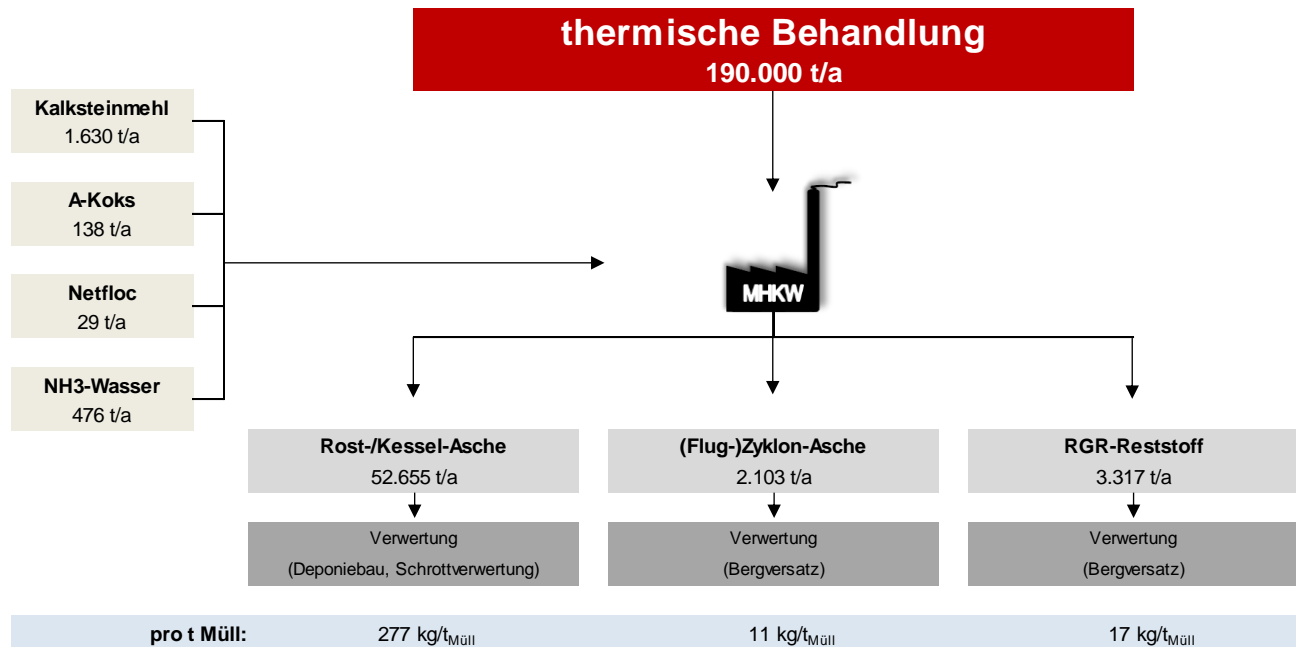 thermische Behandlung
190.000 t/a
Kalksteinmehl
1.630 t/a
A-Koks
138 t/a
Netfloc
29 t/a
NH3-Wasser
476 t/a
MHKW
Rost-/Kessel-Asche
52.655 t/a
(Flug-)Zyklon-Asche
2.103 t/a
RGR-Reststoff
3.317 t/a
Verwertung
(Deponiebau, Schrottverwertung)
Verwertung
(Bergversatz)
Verwertung
(Bergversatz)
pro t Müll: 277 kg/tMüll 11 kg/tMüll 17 kg/tMüll